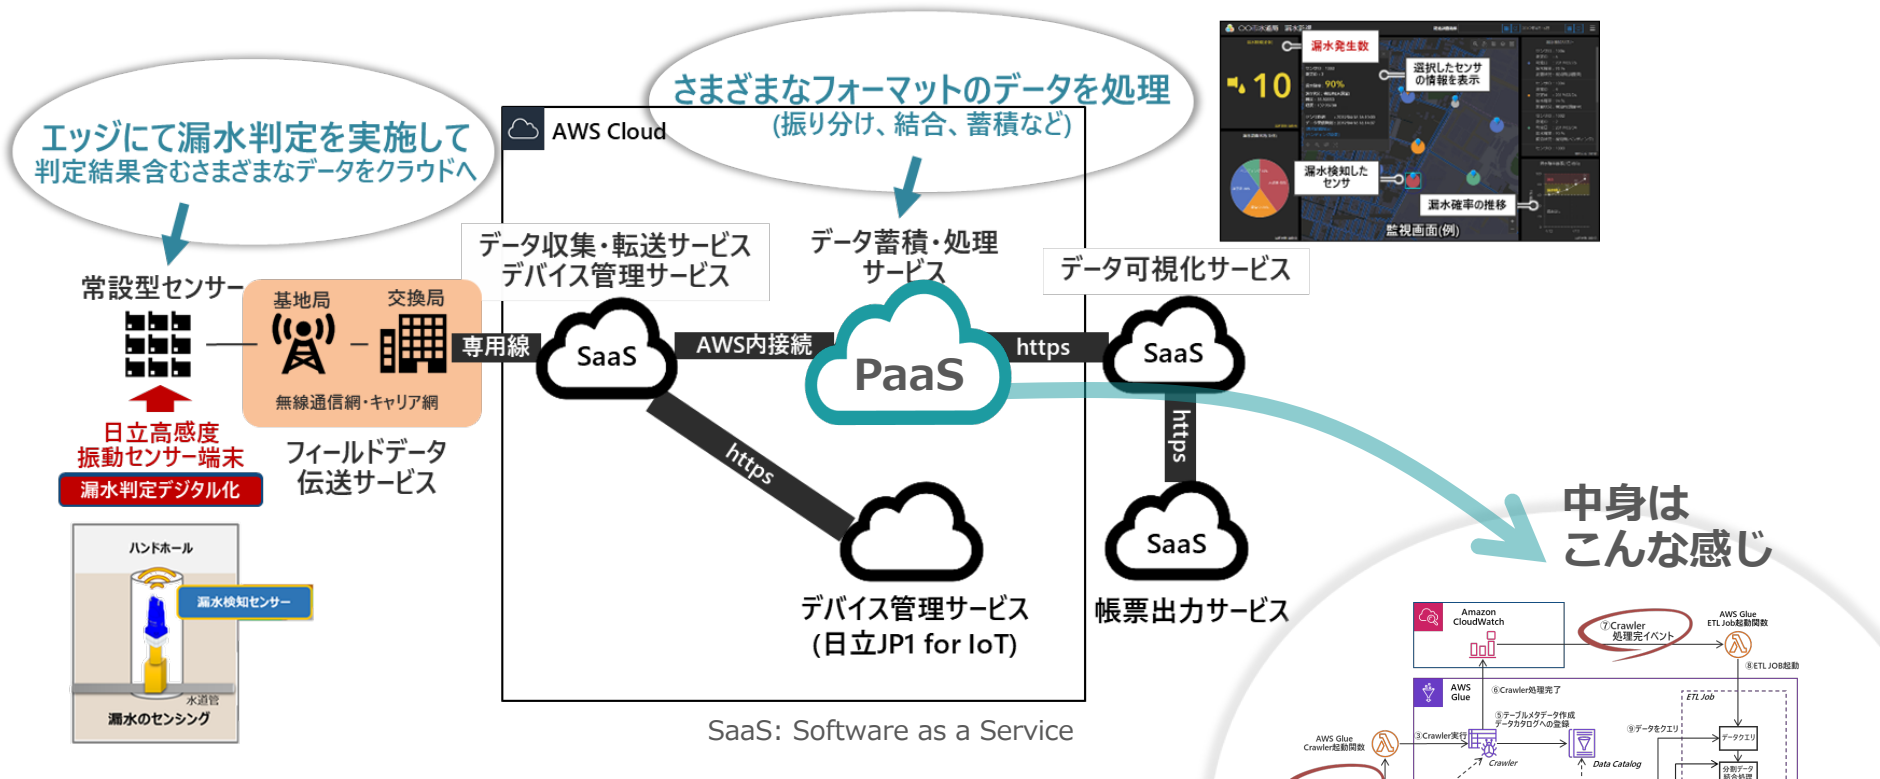 エッジにて漏水判定を実施して
判定結果含むさまざまなデータをクラウドへ
さまざまなフォーマットのデータを処理
(振り分け、結合、蓄積など)
AWS Cloud
常設型センサー
基地局
交換局
無線通信網・キャリア網
フィールドデータ
伝送サービス
日立高感度
振動センサー端末
漏水判定デジタル化
ハンドホール
漏水検知センサー
水道管
漏水のセンシング
専用線
データ収集・転送サービス
デバイス管理サービス
SaaS
AWS内接続
データ蓄積・処理
サービス
PaaS
https
データ可視化サービス
SaaS
https
https
デバイス管理サービス
(日立JP1 for IoT)
SaaS
帳票出力サービス
SaaS: Software as a Service
漏水発生数
10
90%
選択したセンサ
の情報を表示
漏水検知した
センサ
漏水確率の推移
監視画面(例)
中身は
こんな感じ
Amazon
CloudWatch
⑦Crawler
処理完イベント
AWS Glue
ETL Job起動関数
⑧ETL JOB起動
AWS
Glue
⑥Crawler処理完了
ETL Job
⑤テーブルメタデータ作成
データカタログへの登録
⑨データをクエリ
データクエリ
AWS Glue
Crawler起動関数
③Crawler実行
Crawler
Data Catalog
分割データ
結合処理